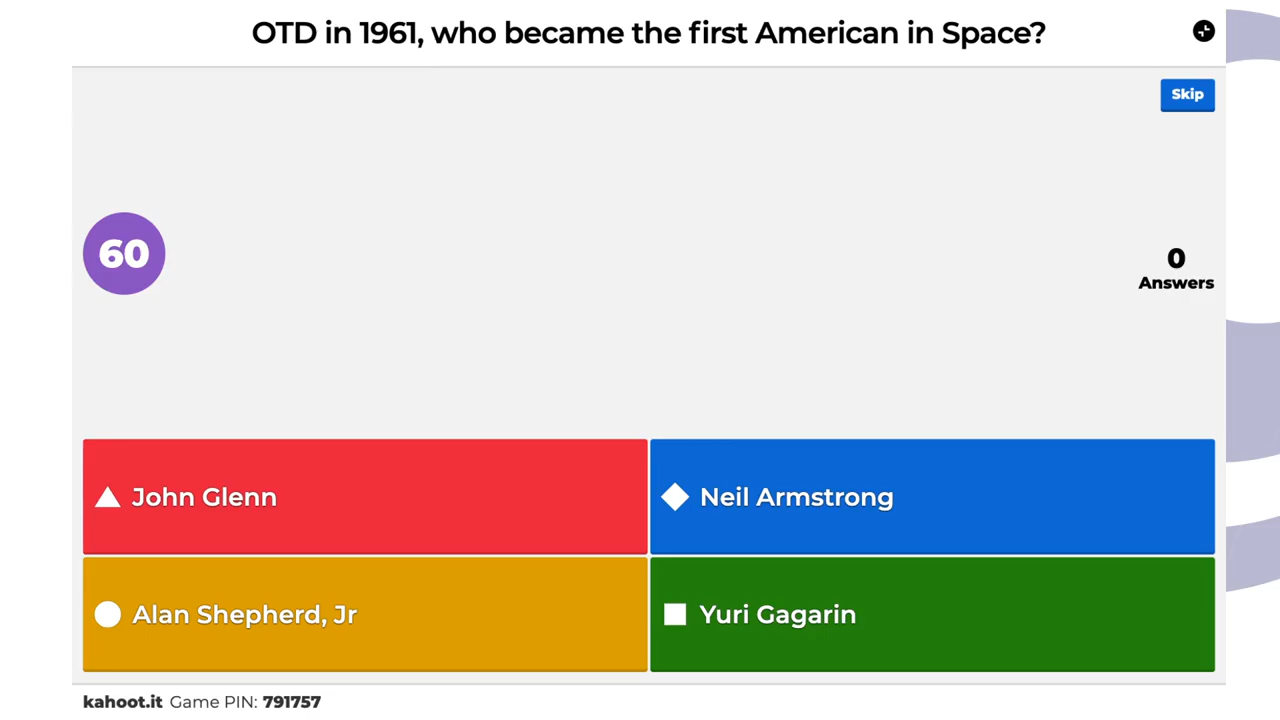 OTD in 1961, who became the first American in Space?
Skip
60
0
Answers
John Glenn
Neil Armstrong
Alan Shepherd, Jr
Yuri Gagarin
kahoot.it Game PIN: 791757